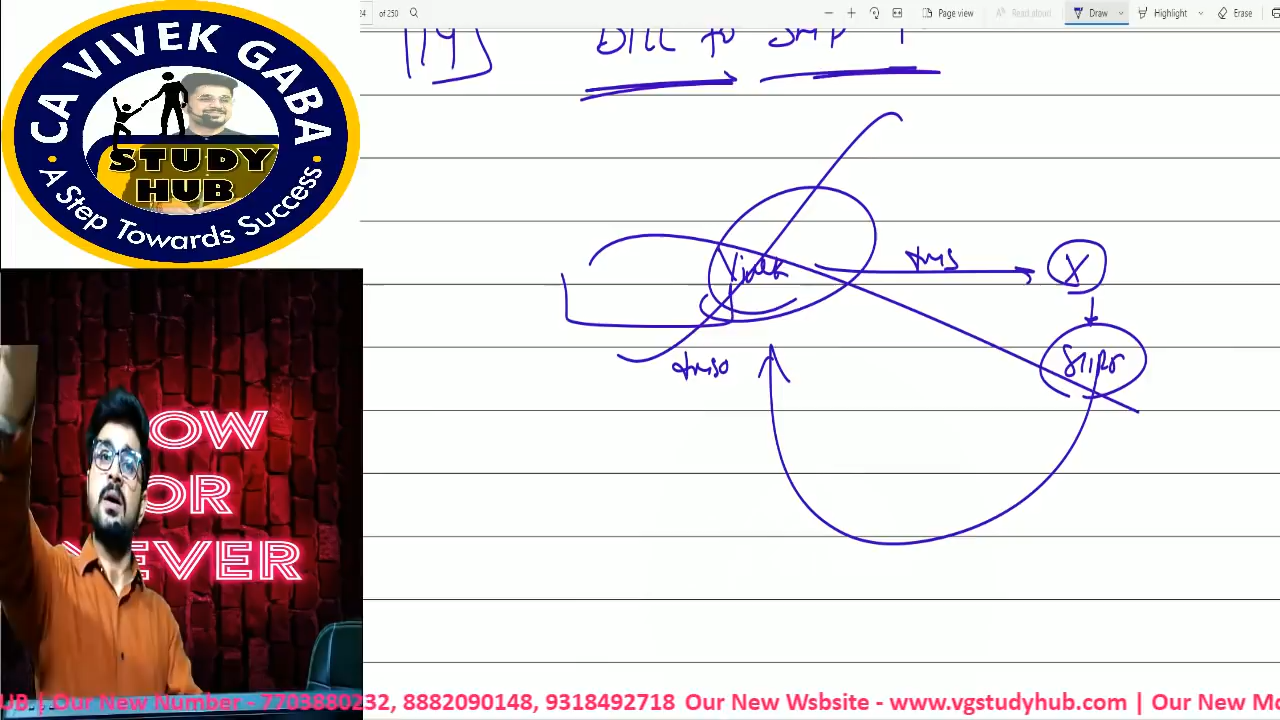 CA VIVEK GABA
STUDY
HUB
· A Step Towards Success ·
24 of 250
Page view
Read aloud
Draw
Highlight
Erase
Bill to Ship T
Vivek
X
OW
OR
EVER
UB | Our New Number - 7703880232, 8882090148, 9318492718 Our New Wsbsite - www.vgstudyhub.com | Our New M